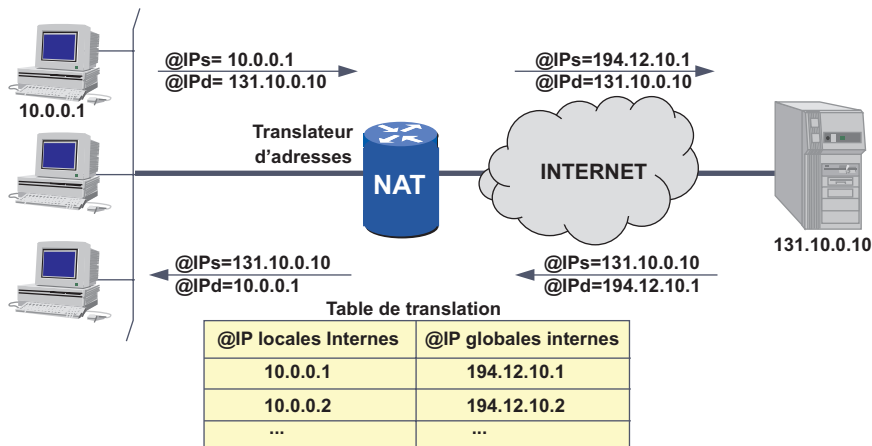 @IPs= 10.0.0.1
@IPd= 131.10.0.10
@IPs=194.12.10.1
@IPd=131.10.0.10
10.0.0.1
Translateur
d’adresses
NAT
INTERNET
131.10.0.10
@IPs=131.10.0.10
@IPd=10.0.0.1
@IPs=131.10.0.10
@IPd=194.12.10.1
Table de translation
@IP locales Internes @IP globales internes
10.0.0.1 194.12.10.1
10.0.0.2 194.12.10.2
... ...